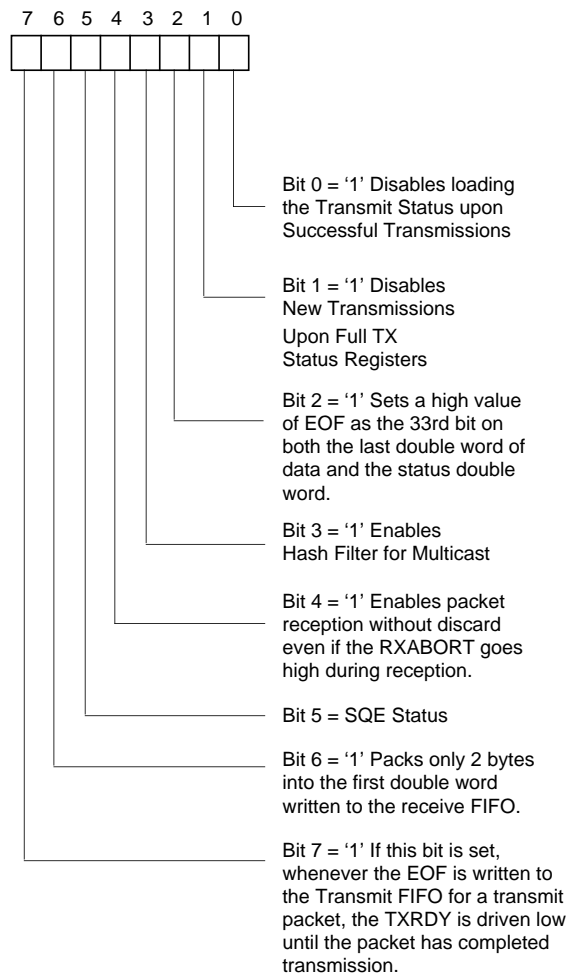 7 6 5 4 3 2 1 0
Bit 0 = ‘1’ Disables loading
the Transmit Status upon
Successful Transmissions
Bit 1 = ‘1’ Disables
New Transmissions
Upon Full TX
Status Registers
Bit 2 = ‘1’ Sets a high value
of EOF as the 33rd bit on
both the last double word of
data and the status double
word.
Bit 3 = ‘1’ Enables
Hash Filter for Multicast
Bit 4 = ‘1’ Enables packet
reception without discard
even if the RXABORT goes
high during reception.
Bit 5 = SQE Status
Bit 6 = ‘1’ Packs only 2 bytes
into the first double word
written to the receive FIFO.
Bit 7 = ‘1’ If this bit is set,
whenever the EOF is written to
the Transmit FIFO for a transmit
packet, the TXRDY is driven low
until the packet has completed
transmission.